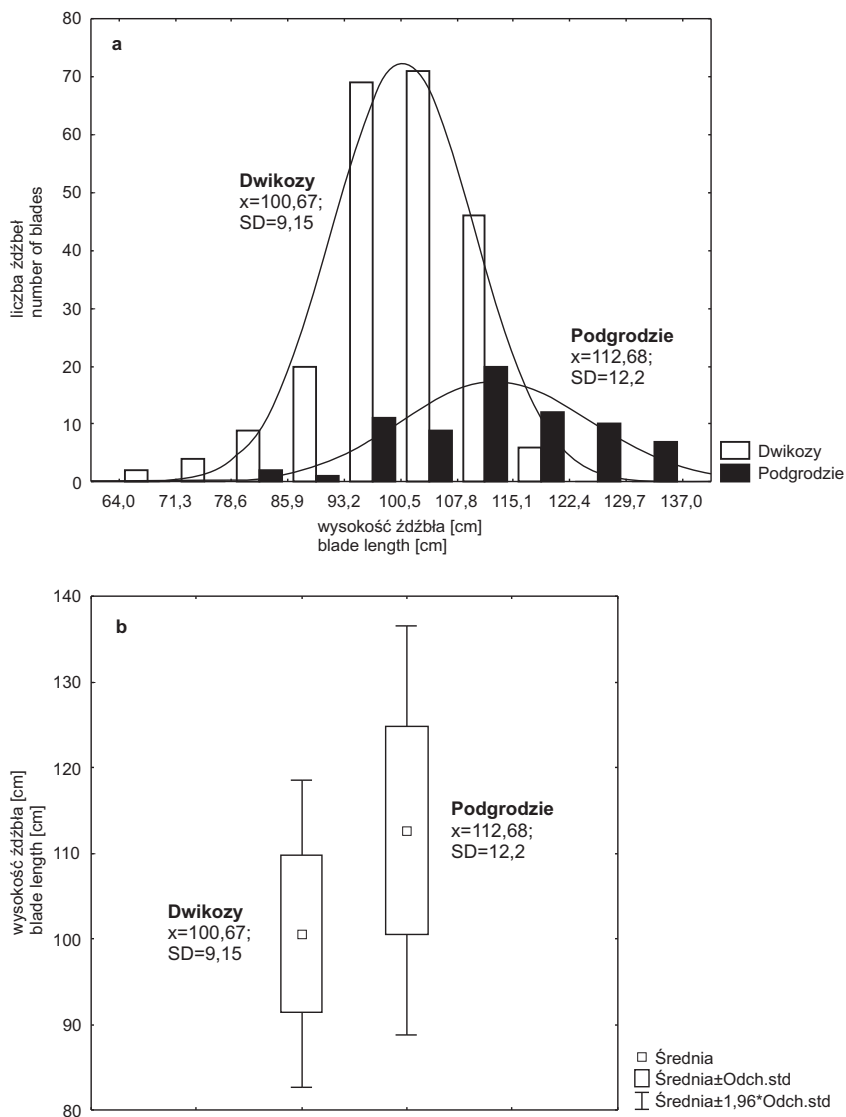 80
70
60
50
40
30
20
10
0
a
liczba źdźbeł
number of blades
Dwikozy
x=100,67;
SD=9,15
Podgrodzie
x=112,68;
SD=12,2
Dwikozy
Podgrodzie
64,0 71,3 78,6 85,9 93,2 100,5 107,8 115,1 122,4 129,7 137,0
wysokość źdźbła [cm]
blade length [cm]
140
130
120
110
100
90
80
b
wysokość źdźbła [cm]
blade length [cm]
Podgrodzie
x=112,68;
SD=12,2
Dwikozy
x=100,67;
SD=9,15
Średnia
Średnia±Odch.std
Średnia±1,96*Odch.std